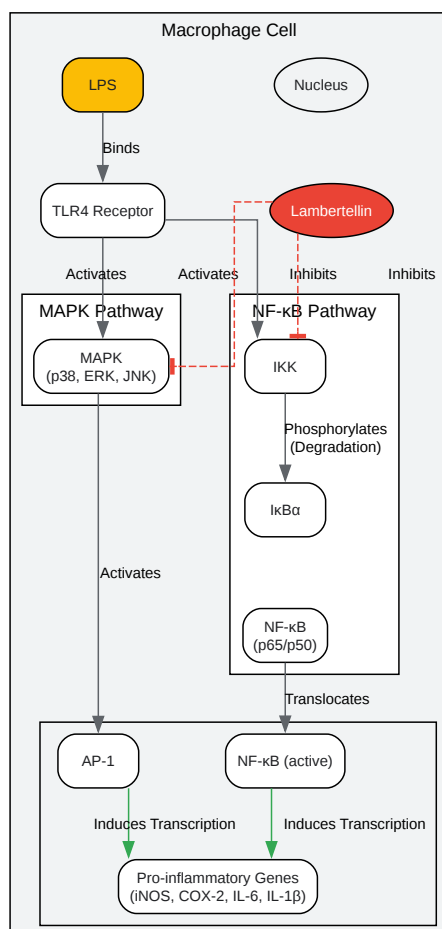 Macrophage Cell
LPS
Nucleus
Binds
TLR4 Receptor
Lambertellin
Activates
Activates
Inhibits
Inhibits
MAPK Pathway
NF-κB Pathway
MAPK
(p38, ERK, JNK)
IKK
Phosphorylates
(Degradation)
IκBα
Activates
NF-κB
(p65/p50)
Translocates
AP-1
NF-κB (active)
Induces Transcription
Induces Transcription
Pro-inflammatory Genes
(iNOS, COX-2, IL-6, IL-1β)